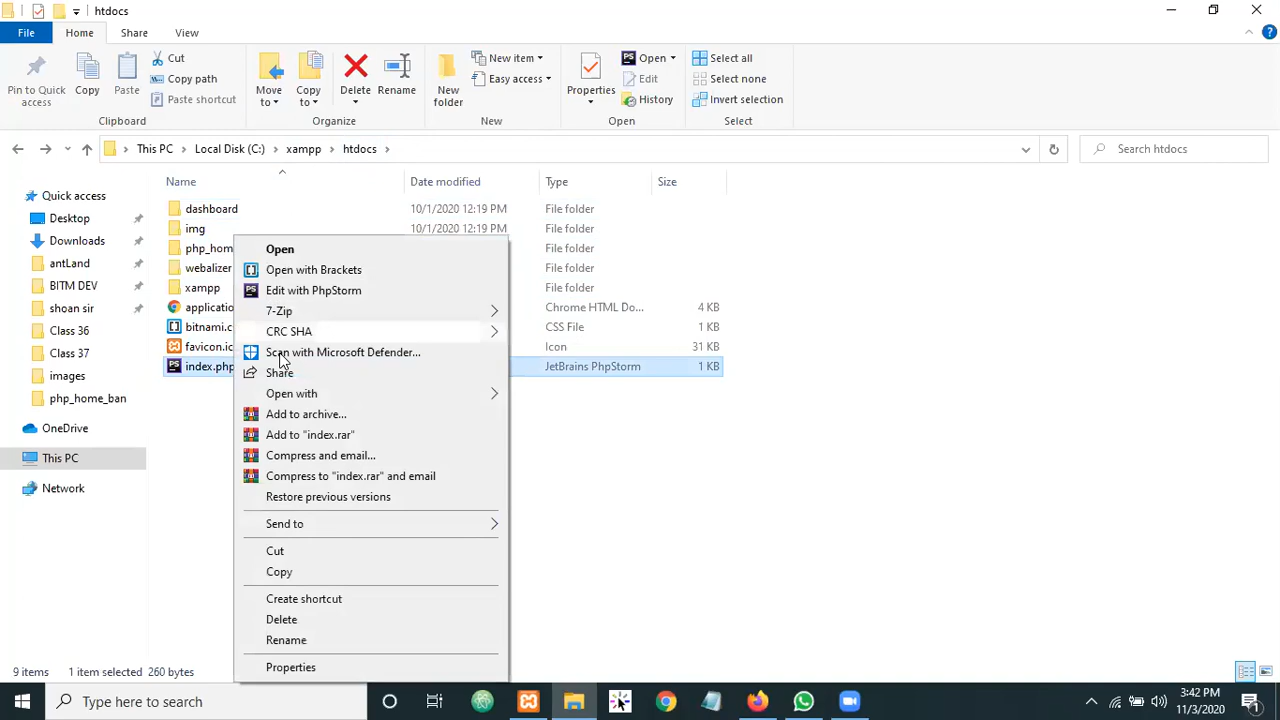 htdocs
File Home Share View
Pin to Quick access
Copy
Paste
Cut
Copy path
Paste shortcut
Clipboard
Move to
Copy to
Delete
Rename
Organize
New folder
New item
Easy access
New
Properties
Open
Edit
History
Open
Select all
Select none
Invert selection
Select
This PC Local Disk (C:) xampp htdocs
Search htdocs
Name Date modified Type Size
dashboard 10/1/2020 12:19 PM File folder
img 10/1/2020 12:19 PM File folder
php_hom File folder
webalizer File folder
xampp File folder
applicatio Chrome HTML Do... 4 KB
bitnami.c CSS File 1 KB
favicon.ic Icon 31 KB
index.php JetBrains PhpStorm 1 KB
Quick access
Desktop
Downloads
antLand
BITM DEV
shoan sir
Class 36
Class 37
images
php_home_ban
OneDrive
This PC
Network
Open
Open with Brackets
Edit with PhpStorm
7-Zip
CRC SHA
Scan with Microsoft Defender...
Share
Open with
Add to archive...
Add to "index.rar"
Compress and email...
Compress to "index.rar" and email
Restore previous versions
Send to
Cut
Copy
Create shortcut
Delete
Rename
Properties
9 items 1 item selected 260 bytes
Type here to search
3:42 PM
11/3/2020